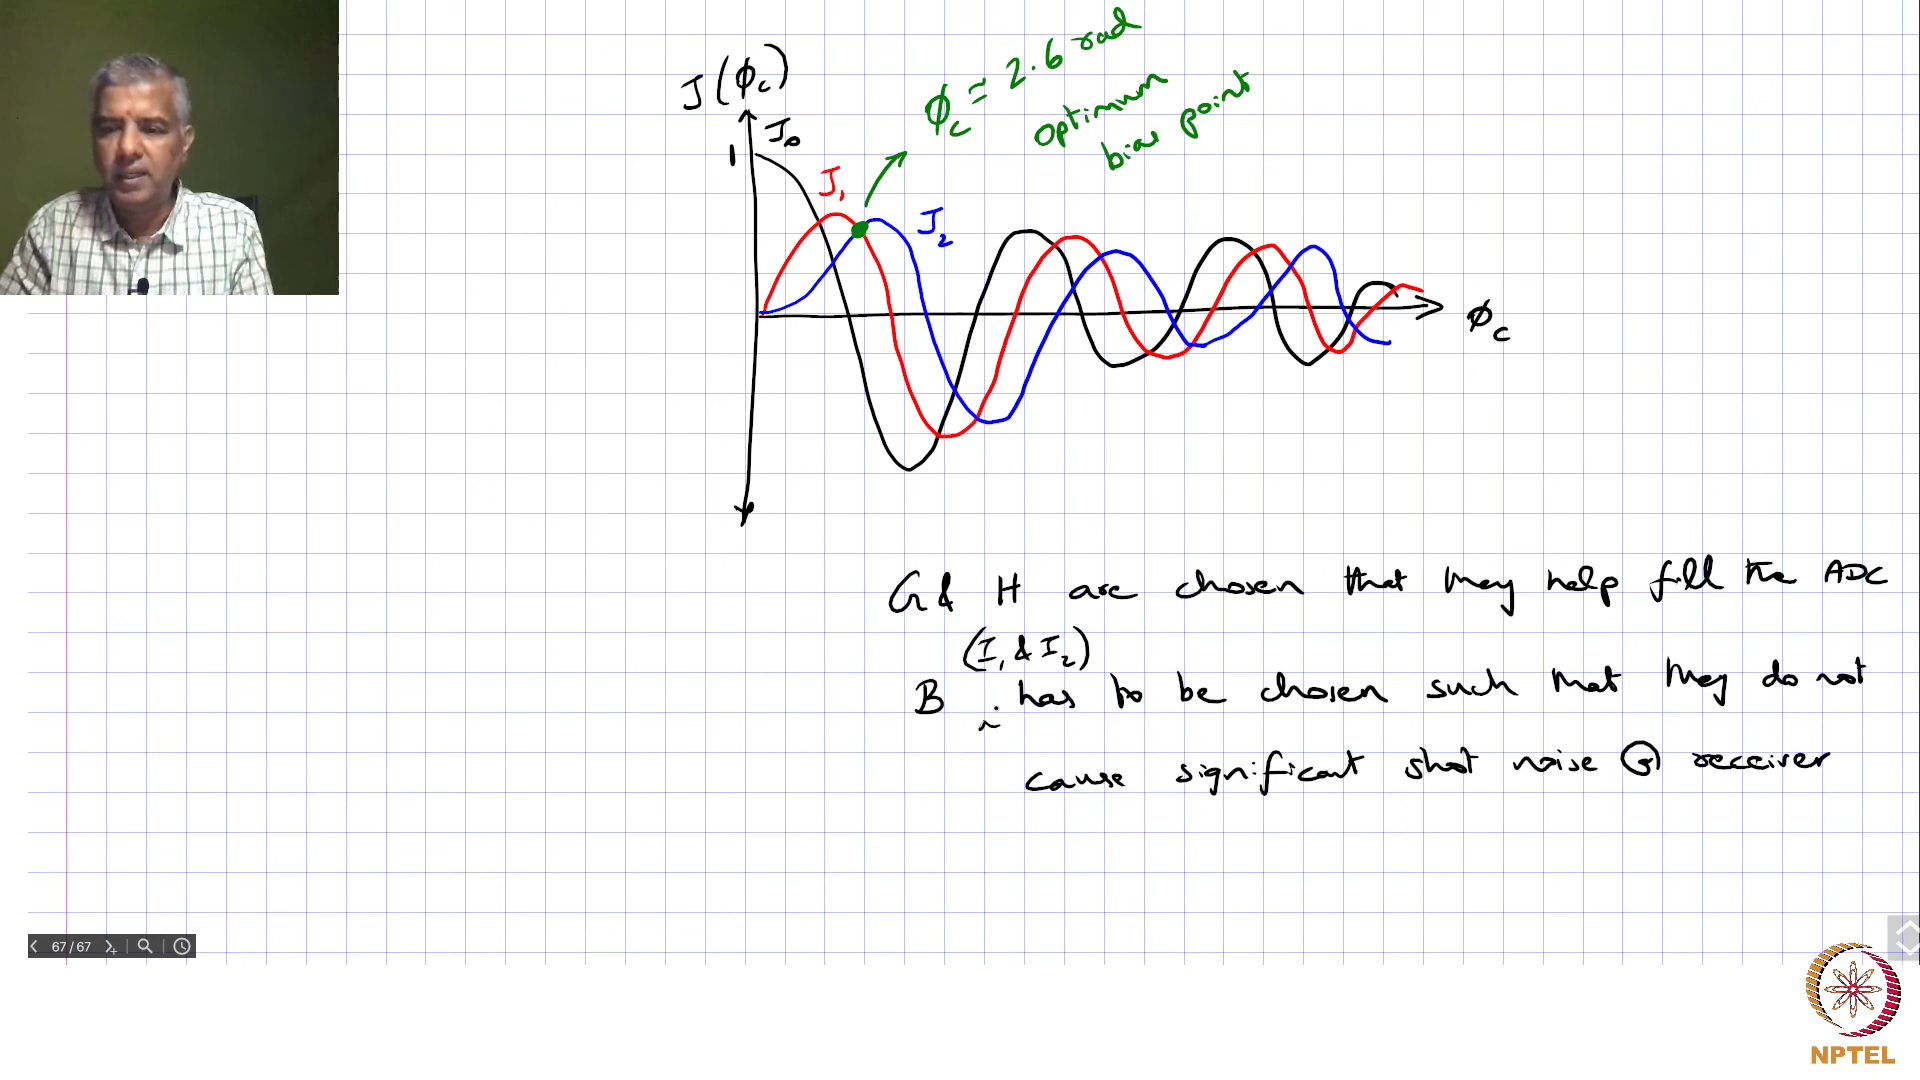 J(ϕc)
1
J₀
J₁
J₂
ϕc ≈ 2.6 rad
optimum
bias point
ϕc
G & H are chosen that they help fill the ADC
(I₁ & I₂)
B is has to be chosen such that they do not
cause significant shot noise @ receiver
67/67
NPTEL